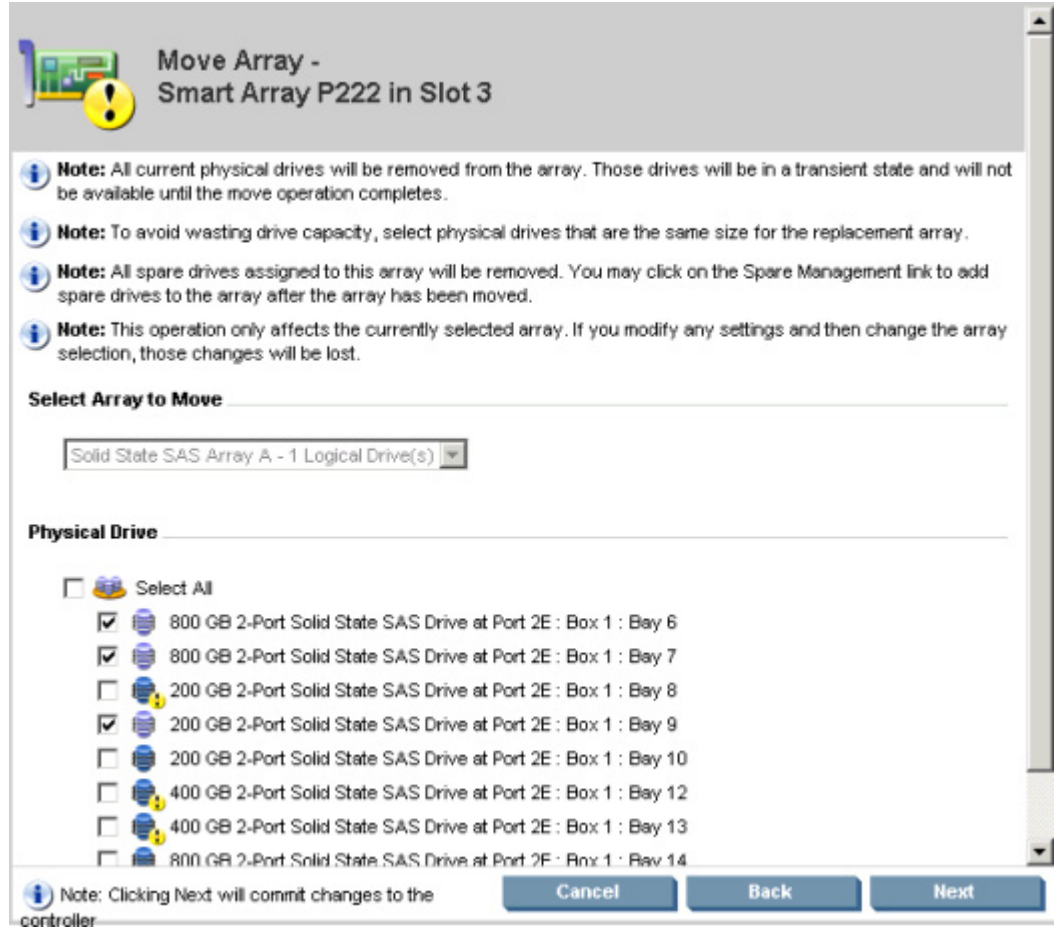 Move Array -
Smart Array P222 in Slot 3
Note: All current physical drives will be removed from the array. Those drives will be in a transient state and will not
be available until the move operation completes.
Note: To avoid wasting drive capacity, select physical drives that are the same size for the replacement array.
Note: All spare drives assigned to this array will be removed. You may click on the Spare Management link to add
spare drives to the array after the array has been moved.
Note: This operation only affects the currently selected array. If you modify any settings and then change the array
selection, those changes will be lost.
Select Array to Move
Solid State SAS Array A - 1 Logical Drive(s)
Physical Drive
Select All
800 GB 2-Port Solid State SAS Drive at Port 2E : Box 1 : Bay 6
800 GB 2-Port Solid State SAS Drive at Port 2E : Box 1 : Bay 7
200 GB 2-Port Solid State SAS Drive at Port 2E : Box 1 : Bay 8
200 GB 2-Port Solid State SAS Drive at Port 2E : Box 1 : Bay 9
200 GB 2-Port Solid State SAS Drive at Port 2E : Box 1 : Bay 10
400 GB 2-Port Solid State SAS Drive at Port 2E : Box 1 : Bay 12
400 GB 2-Port Solid State SAS Drive at Port 2E : Box 1 : Bay 13
800 GB 2-Port Solid State SAS Drive at Port 2E : Box 1 : Bay 14
Note: Clicking Next will commit changes to the
controller
Cancel
Back
Next